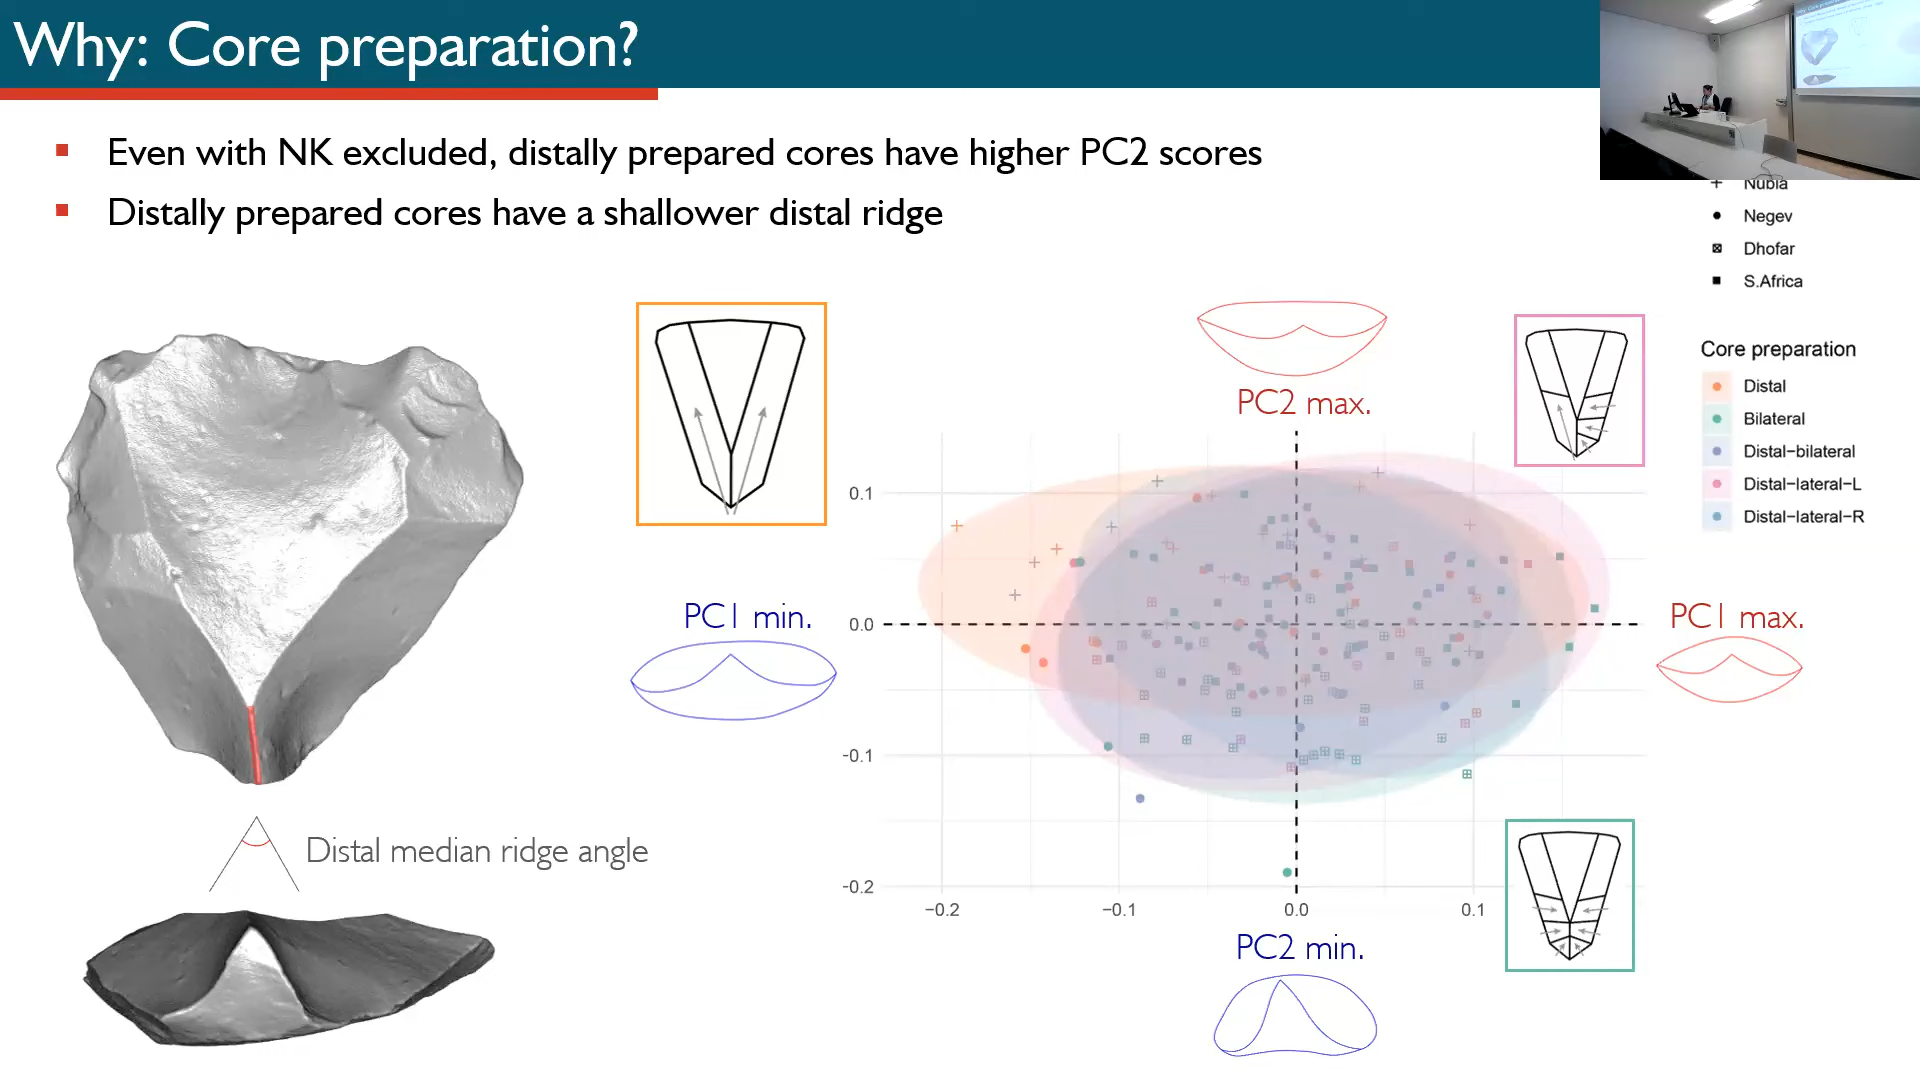 Why: Core preparation?
Even with NK excluded, distally prepared cores have higher PC2 scores
Distally prepared cores have a shallower distal ridge
Nubia
Negev
Dhofar
S.Africa
Core preparation
Distal
Bilateral
Distal-bilateral
Distal-lateral-L
Distal-lateral-R
PC2 max.
PC1 min.
PC1 max.
0.1
0.0
-0.1
-0.2
−0.2
−0.1
0.0
0.1
PC2 min.
Distal median ridge angle